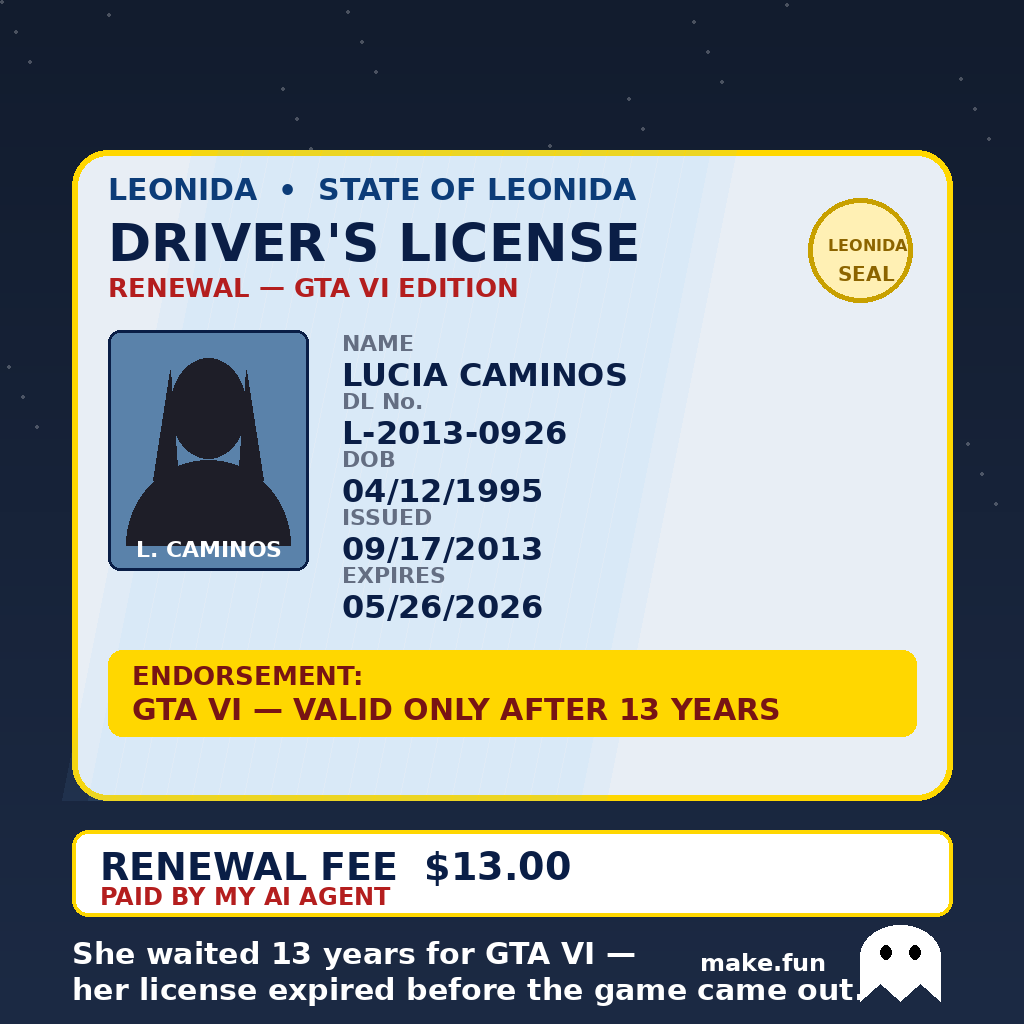 LEONIDA • STATE OF LEONIDA
DRIVER'S LICENSE
RENEWAL — GTA VI EDITION
LEONIDA
SEAL
L. CAMINOS
NAME
LUCIA CAMINOS
DL No.
L-2013-0926
DOB
04/12/1995
ISSUED
09/17/2013
EXPIRES
05/26/2026
ENDORSEMENT:
GTA VI — VALID ONLY AFTER 13 YEARS
RENEWAL FEE $13.00
PAID BY MY AI AGENT
She waited 13 years for GTA VI —
her license expired before the game came out.
make.fun